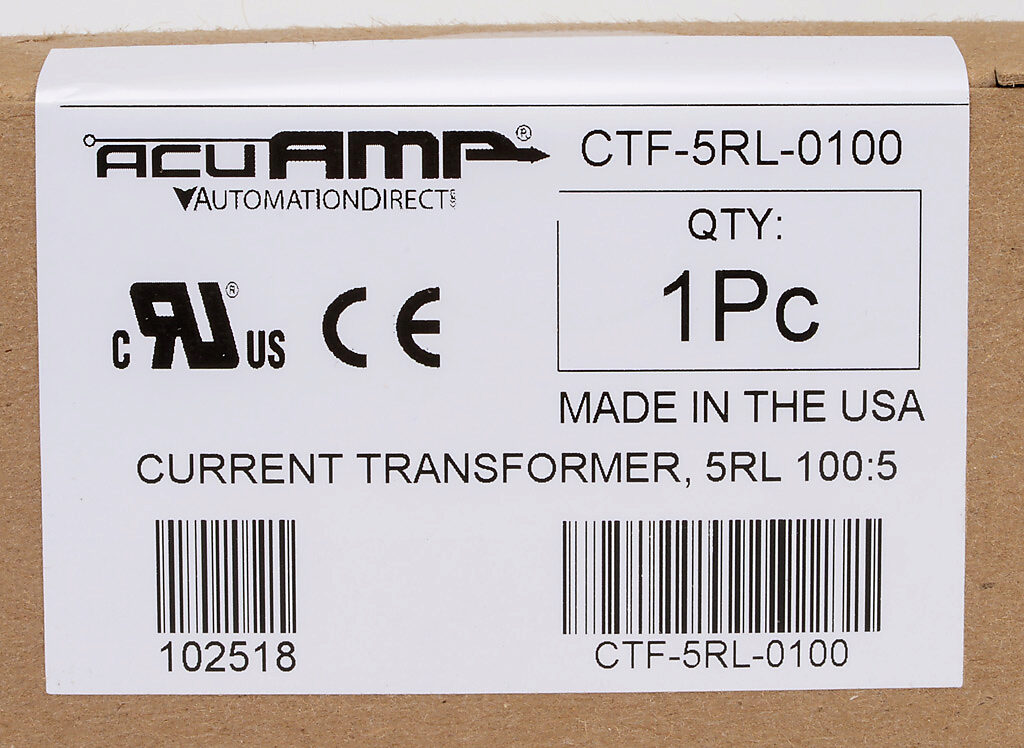 ACUAMP® CTF-5RL-0100
AUTOMATIONDIRECT
QTY:
1Pc
c RU® US CE
MADE IN THE USA
CURRENT TRANSFORMER, 5RL 100:5
102518 CTF-5RL-0100